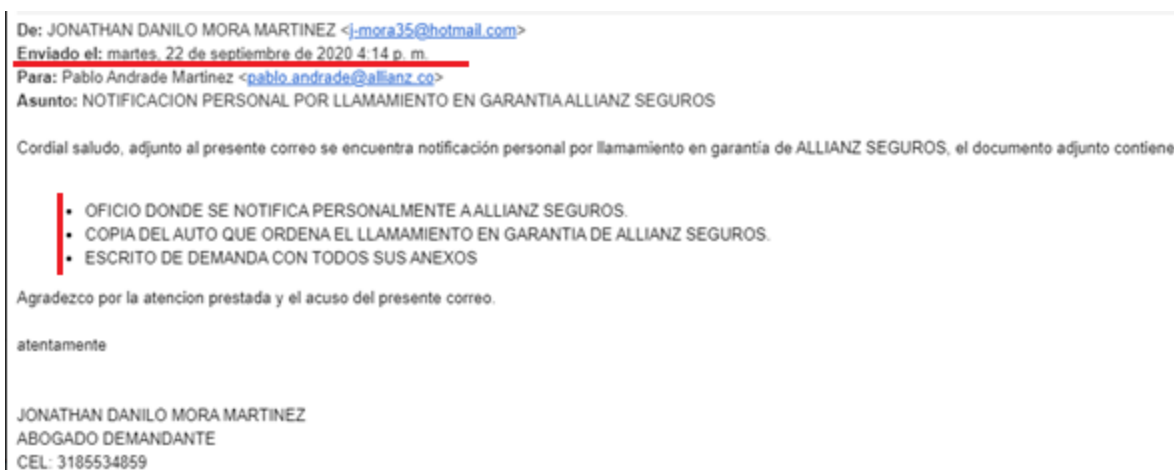 De: JONATHAN DANILO MORA MARTINEZ <j-mora35@hotmail.com>
Enviado el: martes, 22 de septiembre de 2020 4:14 p. m.
Para: Pablo Andrade Martinez <pablo.andrade@allianz.co>
Asunto: NOTIFICACION PERSONAL POR LLAMAMIENTO EN GARANTIA ALLIANZ SEGUROS
Cordial saludo, adjunto al presente correo se encuentra notificación personal por llamamiento en garantía de ALLIANZ SEGUROS, el documento adjunto contiene
• OFICIO DONDE SE NOTIFICA PERSONALMENTE A ALLIANZ SEGUROS.
• COPIA DEL AUTO QUE ORDENA EL LLAMAMIENTO EN GARANTIA DE ALLIANZ SEGUROS.
• ESCRITO DE DEMANDA CON TODOS SUS ANEXOS
Agradezco por la atencion prestada y el acuso del presente correo.
atentamente
JONATHAN DANILO MORA MARTINEZ
ABOGADO DEMANDANTE
CEL: 3185534859